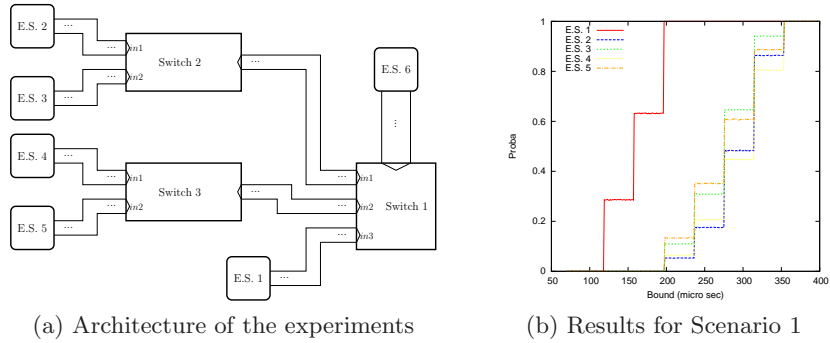 E.S. 2
...
...
in1
Switch 2
...
in2
...
E.S. 3
...
E.S. 4
...
...
in1
Switch 3
...
in2
...
E.S. 5
...
...
...
E.S. 6
...
in1
in2
Switch 1
in3
...
E.S. 1
...
(a) Architecture of the experiments
1
0.8
0.6
0.4
0.2
0
Proba
E.S. 1
E.S. 2
E.S. 3
E.S. 4
E.S. 5
50 100 150 200 250 300 350 400
Bound (micro sec)
(b) Results for Scenario 1